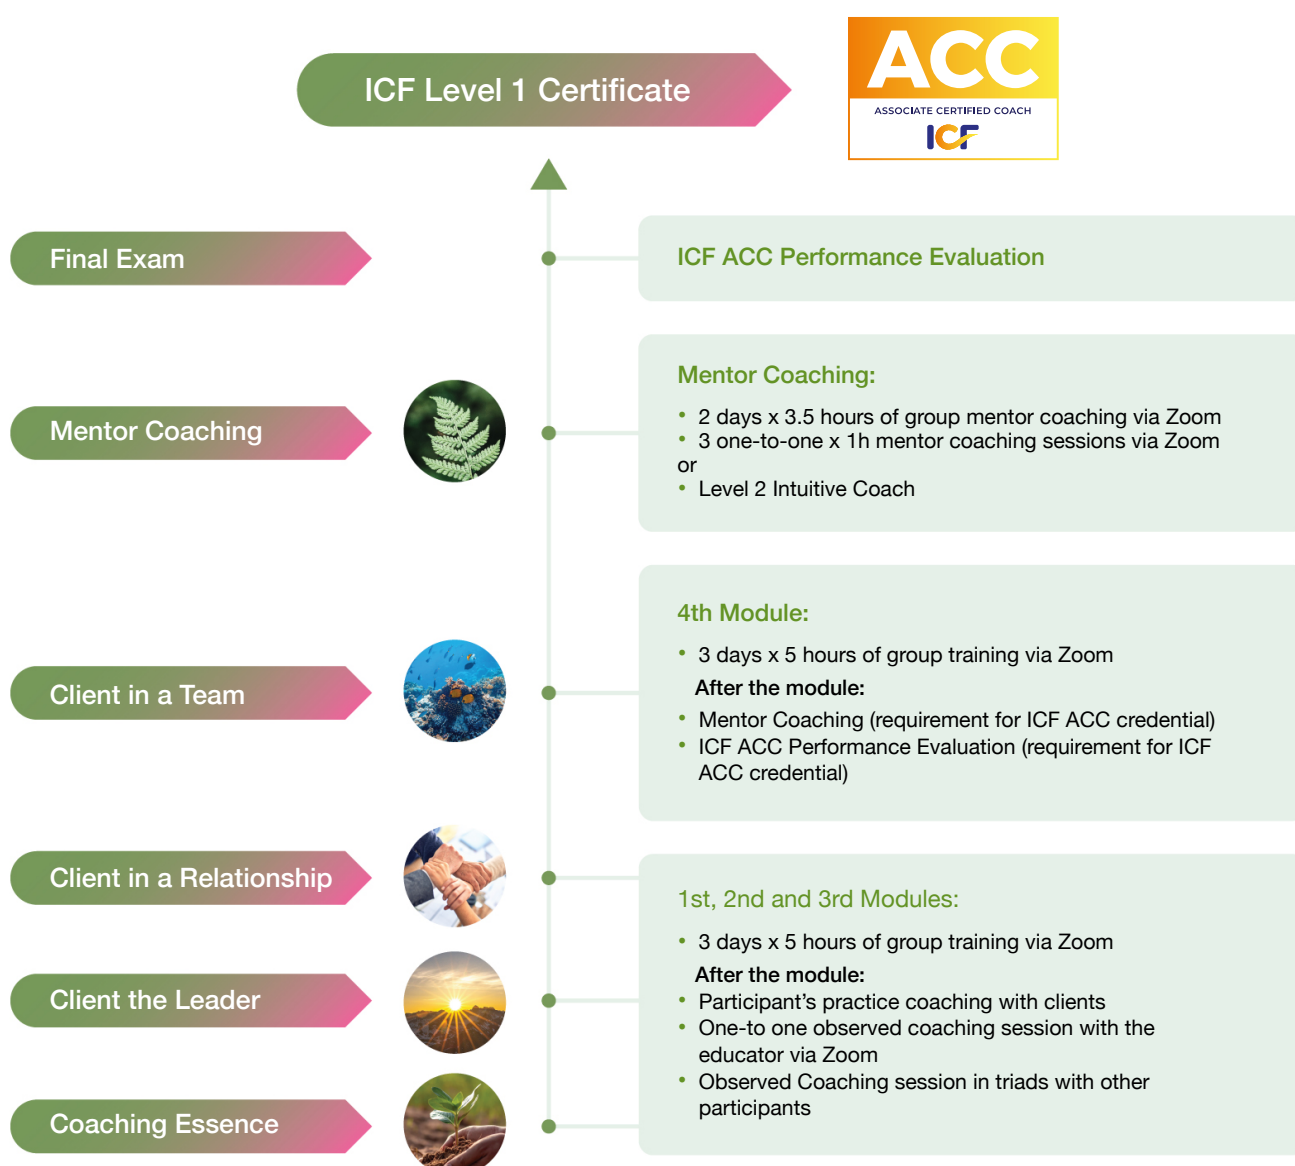 ICF Level 1 Certificate
ACC
ASSOCIATE CERTIFIED COACH
ICF
Final Exam
ICF ACC Performance Evaluation
Mentor Coaching
Mentor Coaching:
• 2 days x 3.5 hours of group mentor coaching via Zoom
• 3 one-to-one x 1h mentor coaching sessions via Zoom
or
• Level 2 Intuitive Coach
Client in a Team
4th Module:
• 3 days x 5 hours of group training via Zoom
After the module:
• Mentor Coaching (requirement for ICF ACC credential)
• ICF ACC Performance Evaluation (requirement for ICF
ACC credential)
Client in a Relationship
Client the Leader
Coaching Essence
1st, 2nd and 3rd Modules:
• 3 days x 5 hours of group training via Zoom
After the module:
• Participant's practice coaching with clients
• One-to one observed coaching session with the
educator via Zoom
• Observed Coaching session in triads with other
participants